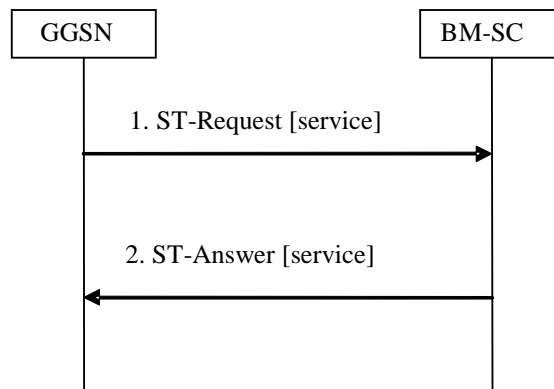 GGSN
BM-SC
1. ST-Request [service]
2. ST-Answer [service]